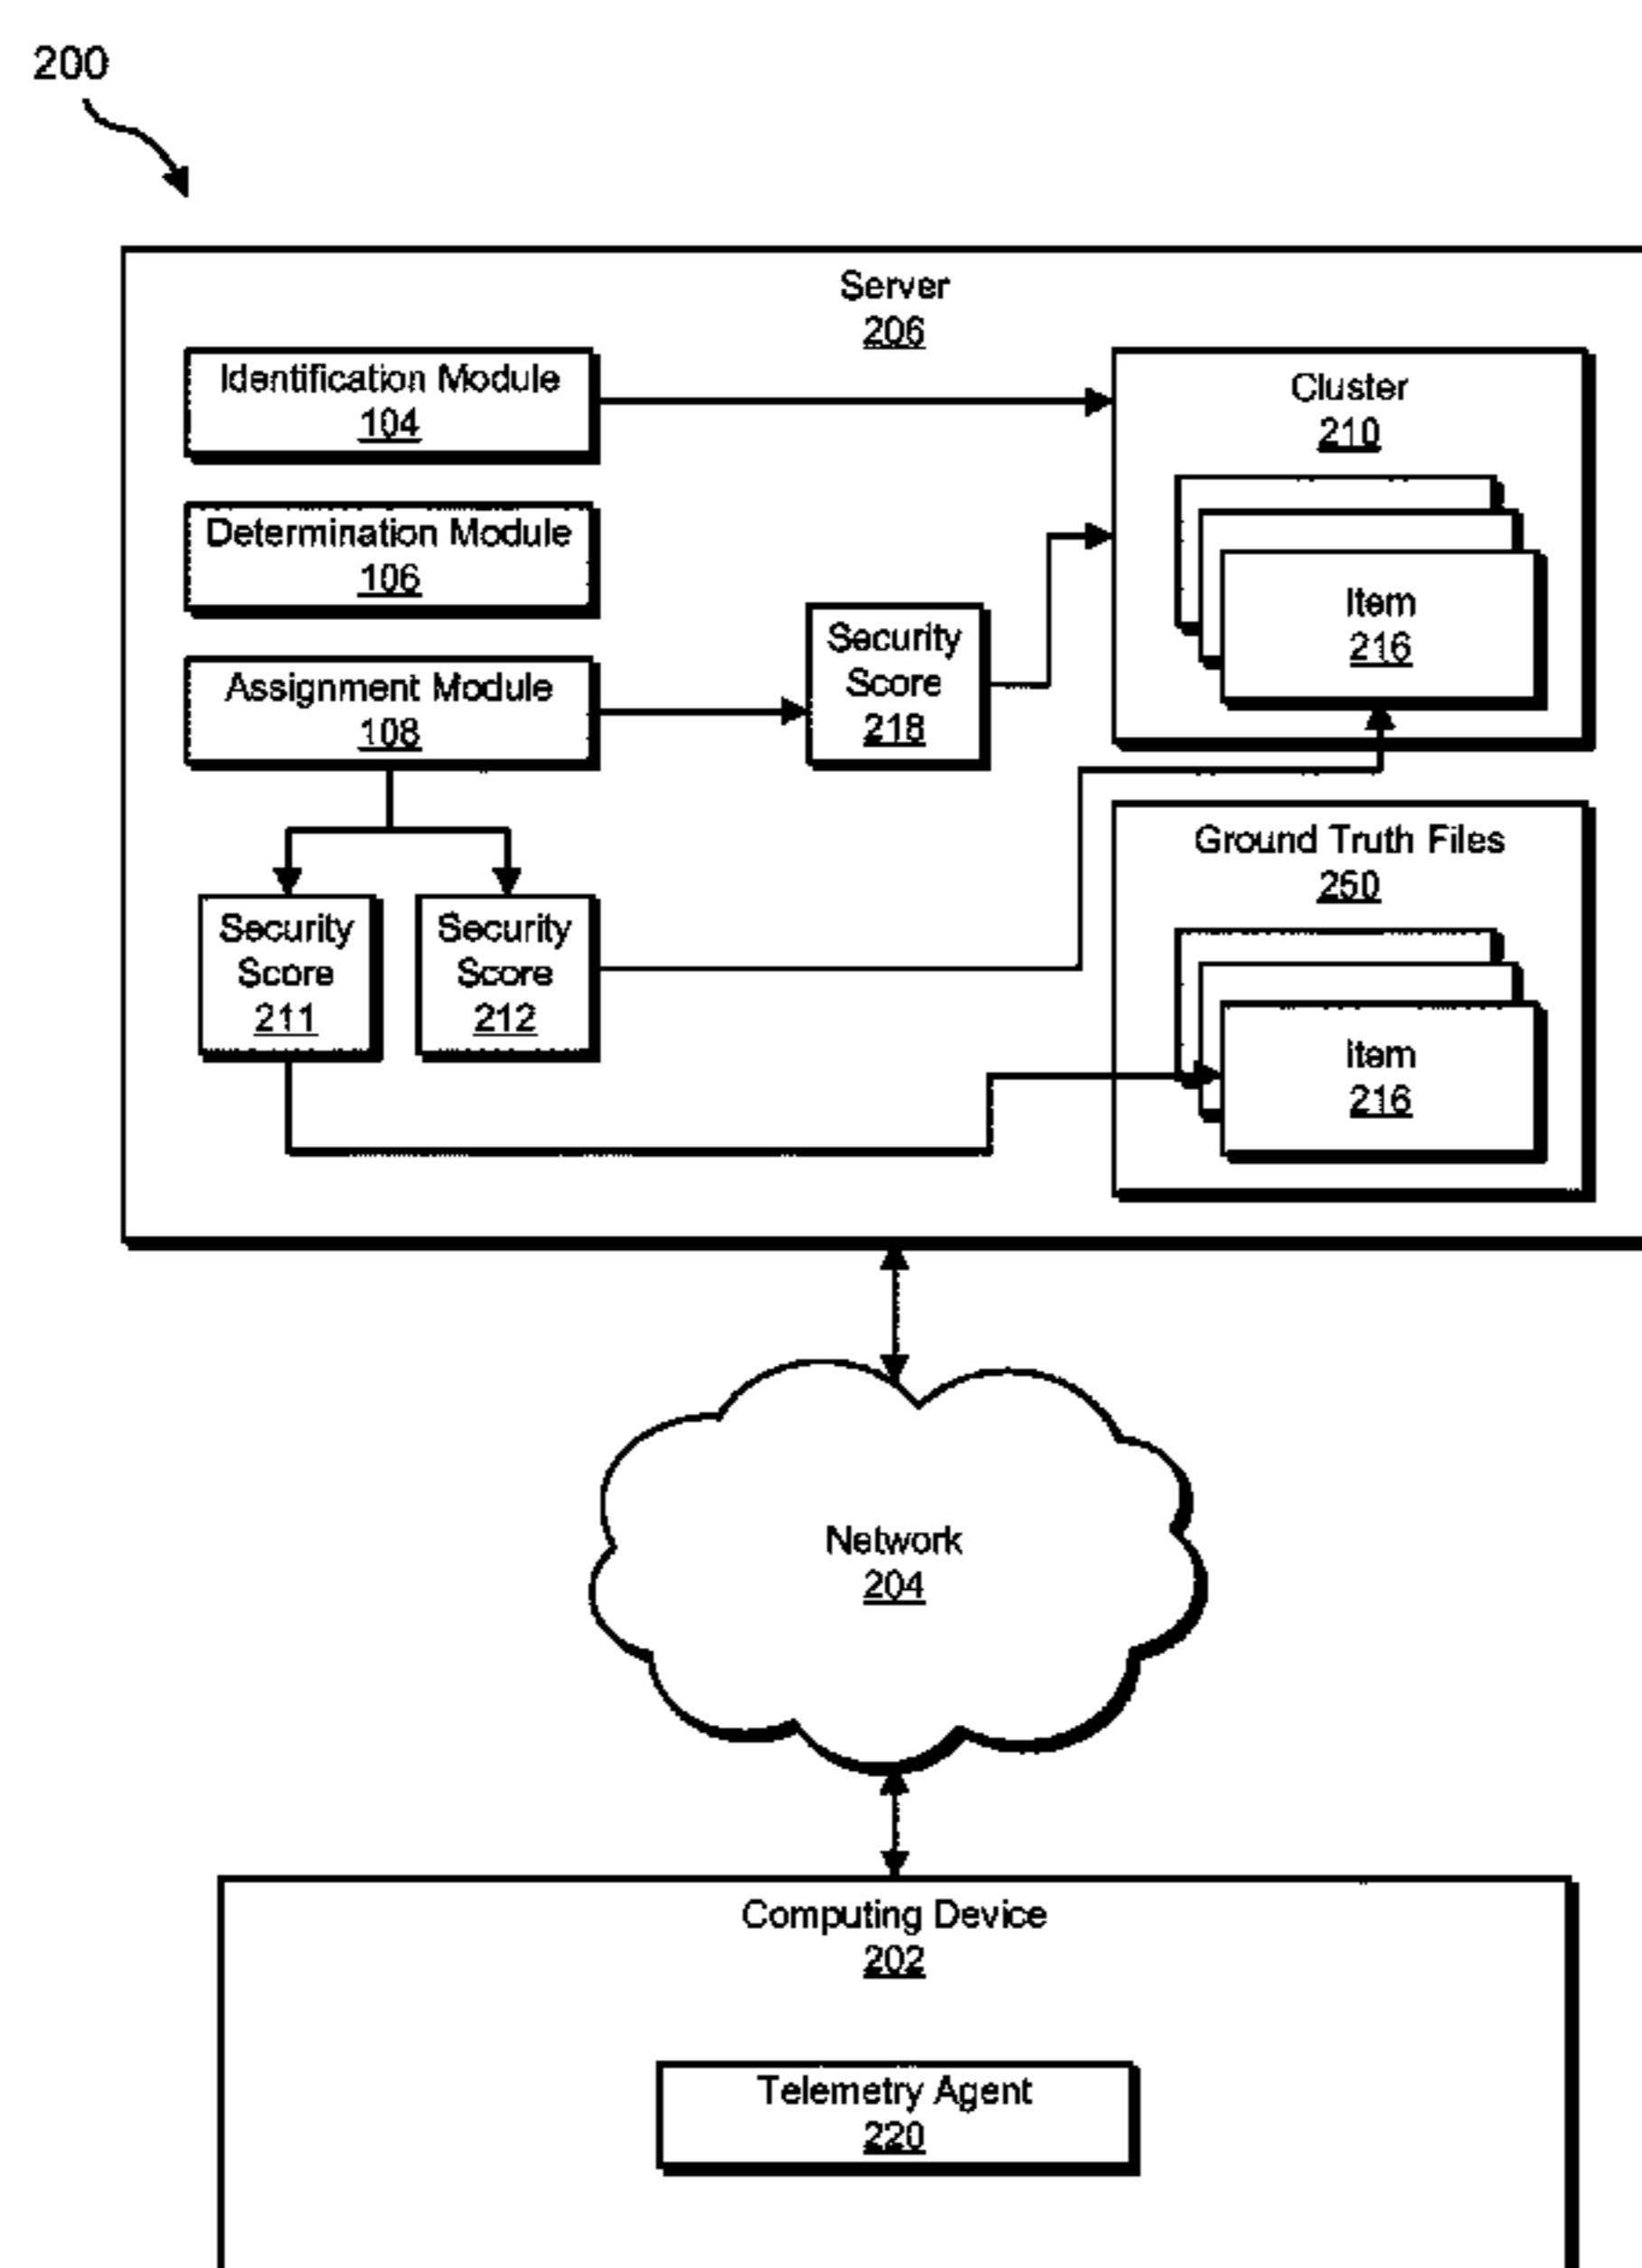 200
Server
206
Identification Module
104
Cluster
210
Determination Module
106
Item
216
Security
Score
218
Assignment Module
108
Ground Truth Files
250
Security
Score
211
Security
Score
212
Item
216
Network
204
Computing Device
202
Telemetry Agent
220